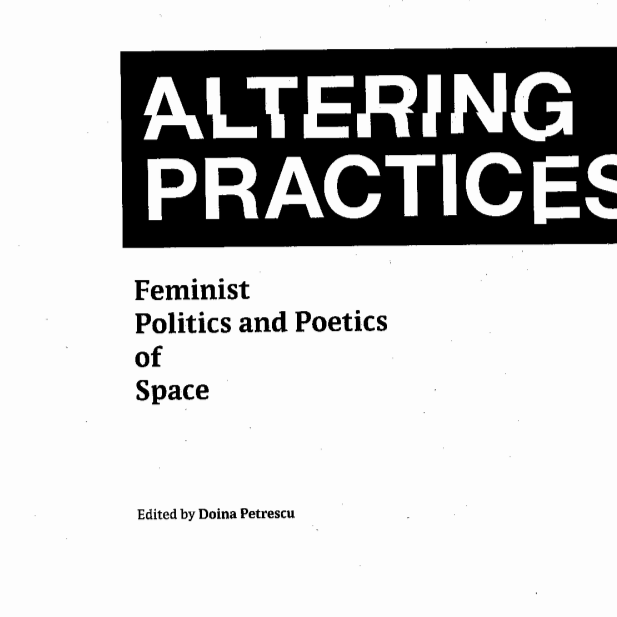 ALTERING
PRACTICES
Feminist
Politics and Poetics
of
Space
Edited by Doina Petrescu